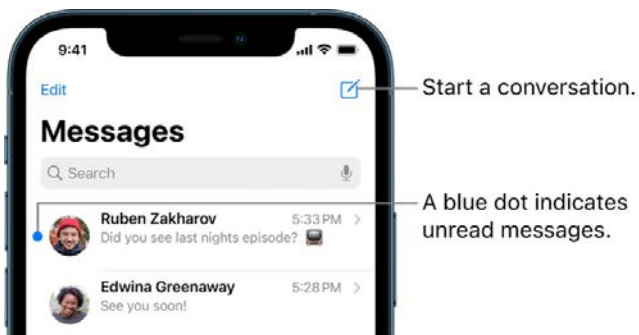 9:41
Edit
Start a conversation.
Messages
Search
Ruben Zakharov 5:33 PM
Did you see last nights episode? 📺
A blue dot indicates
unread messages.
Edwina Greenaway 5:28 PM
See you soon!